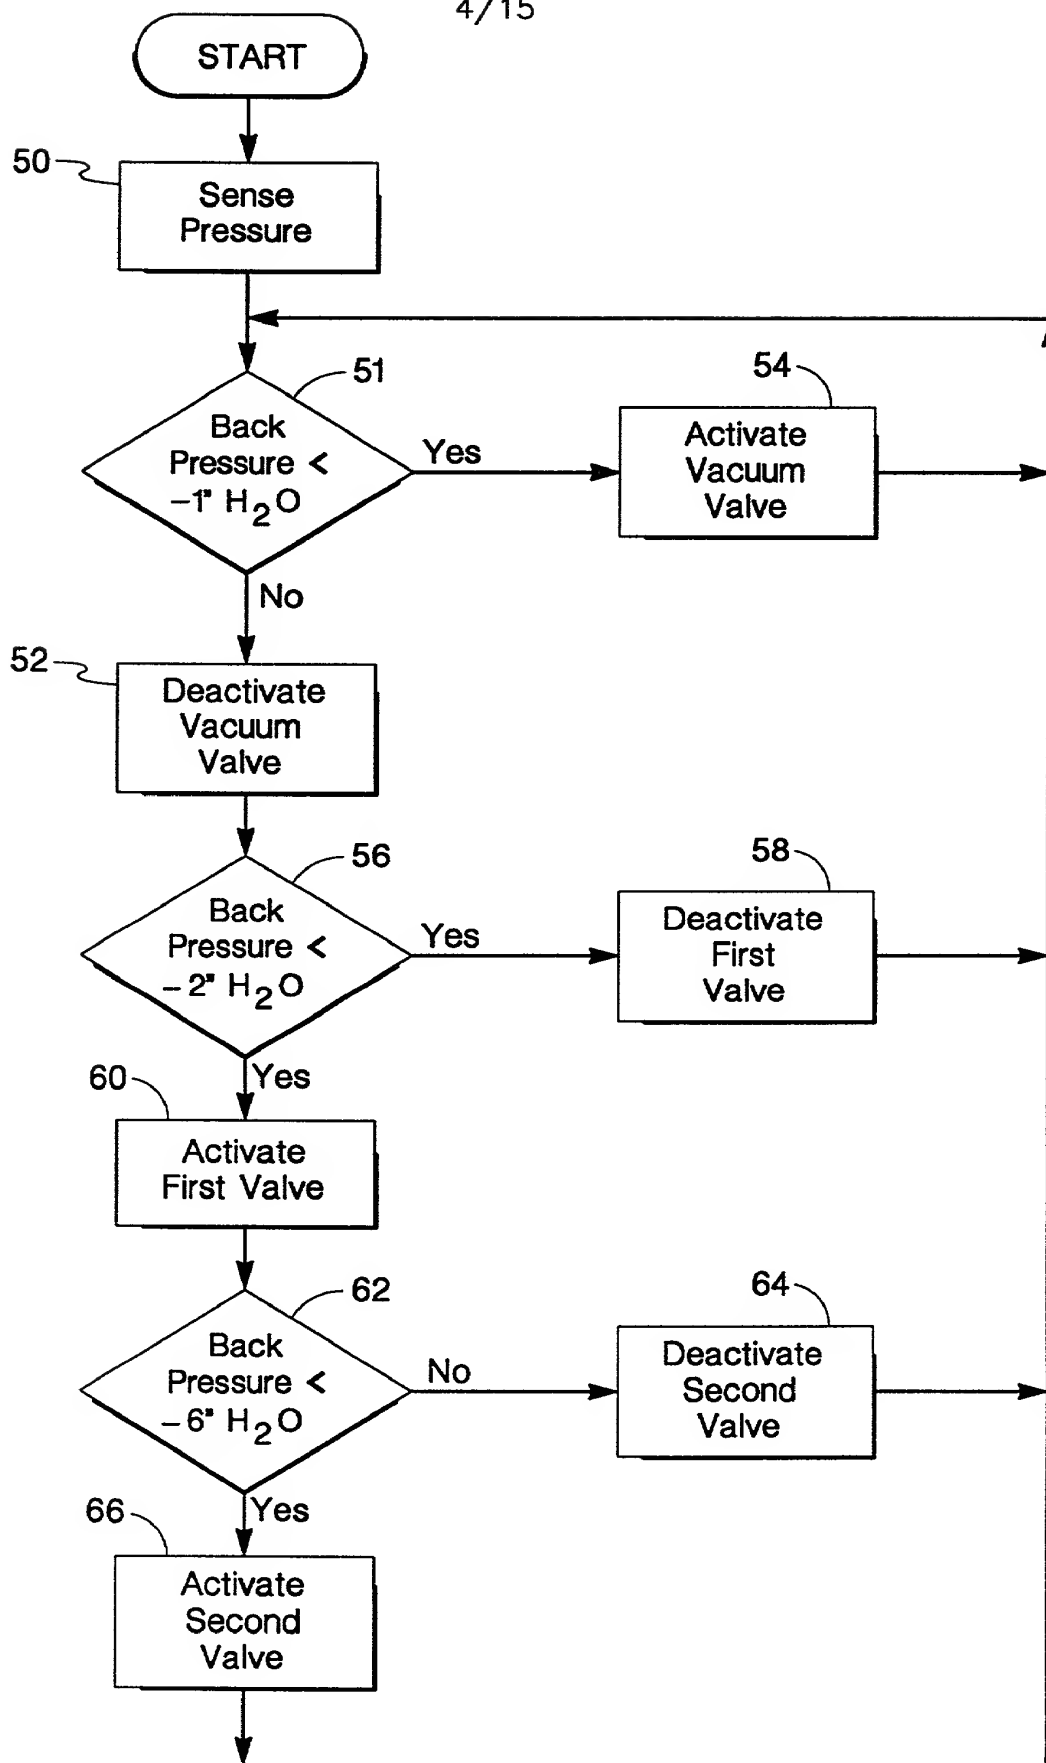 4/15
START
50
Sense
Pressure
51
Back
Pressure <
-1" H2O
Yes
54
Activate
Vacuum
Valve
No
52
Deactivate
Vacuum
Valve
56
Back
Pressure <
-2" H2O
Yes
58
Deactivate
First
Valve
Yes
60
Activate
First Valve
62
Back
Pressure <
-6" H2O
No
64
Deactivate
Second
Valve
Yes
66
Activate
Second
Valve